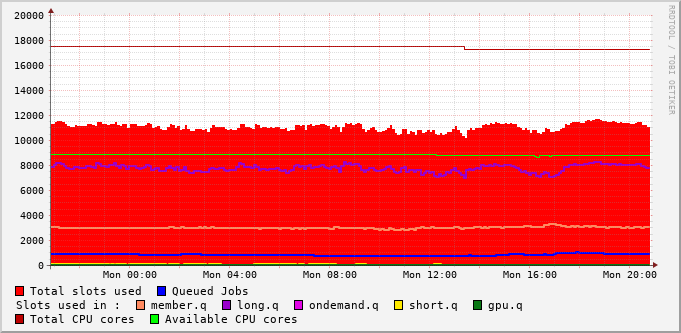 20000
18000
16000
14000
12000
10000
8000
6000
4000
2000
0
Mon 00:00 Mon 04:00 Mon 08:00 Mon 12:00 Mon 16:00 Mon 20:00
Total slots used Queued Jobs
Slots used in : member.q long.q ondemand.q short.q gpu.q
Total CPU cores Available CPU cores
RRDTOOL / TOBI OETIKER